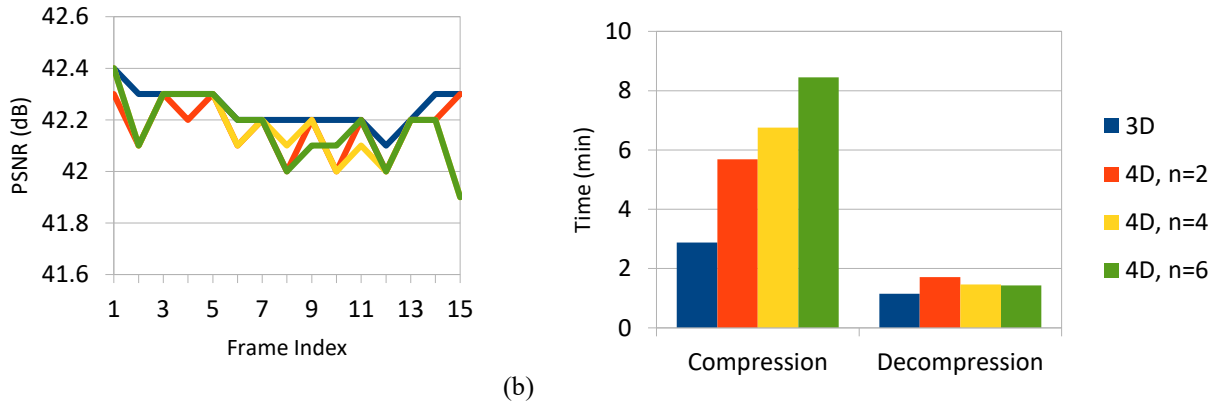 42.6
42.4
42.2
42
41.8
41.6
PSNR (dB)
1 3 5 7 9 11 13 15
Frame Index
10
8
6
4
2
0
Time (min)
Compression Decompression
3D
4D, n=2
4D, n=4
4D, n=6
(b)